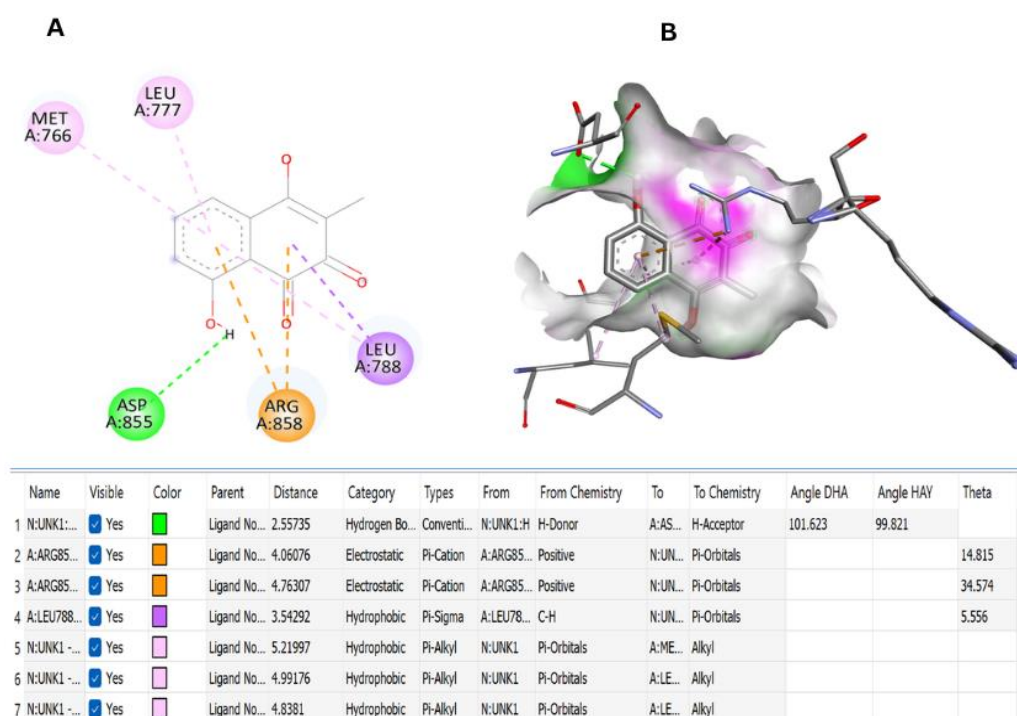 A
B
LEU
A:777
MET
A:766
O
O
O
O
H
LEU
A:788
ASP
A:855
ARG
A:858
Name Visible Color Parent Distance Category Types From From Chemistry To To Chemistry Angle DHA Angle HAY Theta
1 N:UNK1:... Yes Ligand No... 2.55735 Hydrogen Bo... Conventi... N:UNK1:H H-Donor A:AS... H-Acceptor 101.623 99.821
2 A:ARG85... Yes Ligand No... 4.06076 Electrostatic Pi-Cation A:ARG85... Positive N:UN... Pi-Orbitals 14.815
3 A:ARG85... Yes Ligand No... 4.76307 Electrostatic Pi-Cation A:ARG85... Positive N:UN... Pi-Orbitals 34.574
4 A:LEU788... Yes Ligand No... 3.54292 Hydrophobic Pi-Sigma A:LEU78... C-H N:UN... Pi-Orbitals 5.556
5 N:UNK1 -... Yes Ligand No... 5.21997 Hydrophobic Pi-Alkyl N:UNK1 Pi-Orbitals A:ME... Alkyl
6 N:UNK1 -... Yes Ligand No... 4.99176 Hydrophobic Pi-Alkyl N:UNK1 Pi-Orbitals A:LE... Alkyl
7 N:UNK1 -... Yes Ligand No... 4.8381 Hydrophobic Pi-Alkyl N:UNK1 Pi-Orbitals A:LE... Alkyl